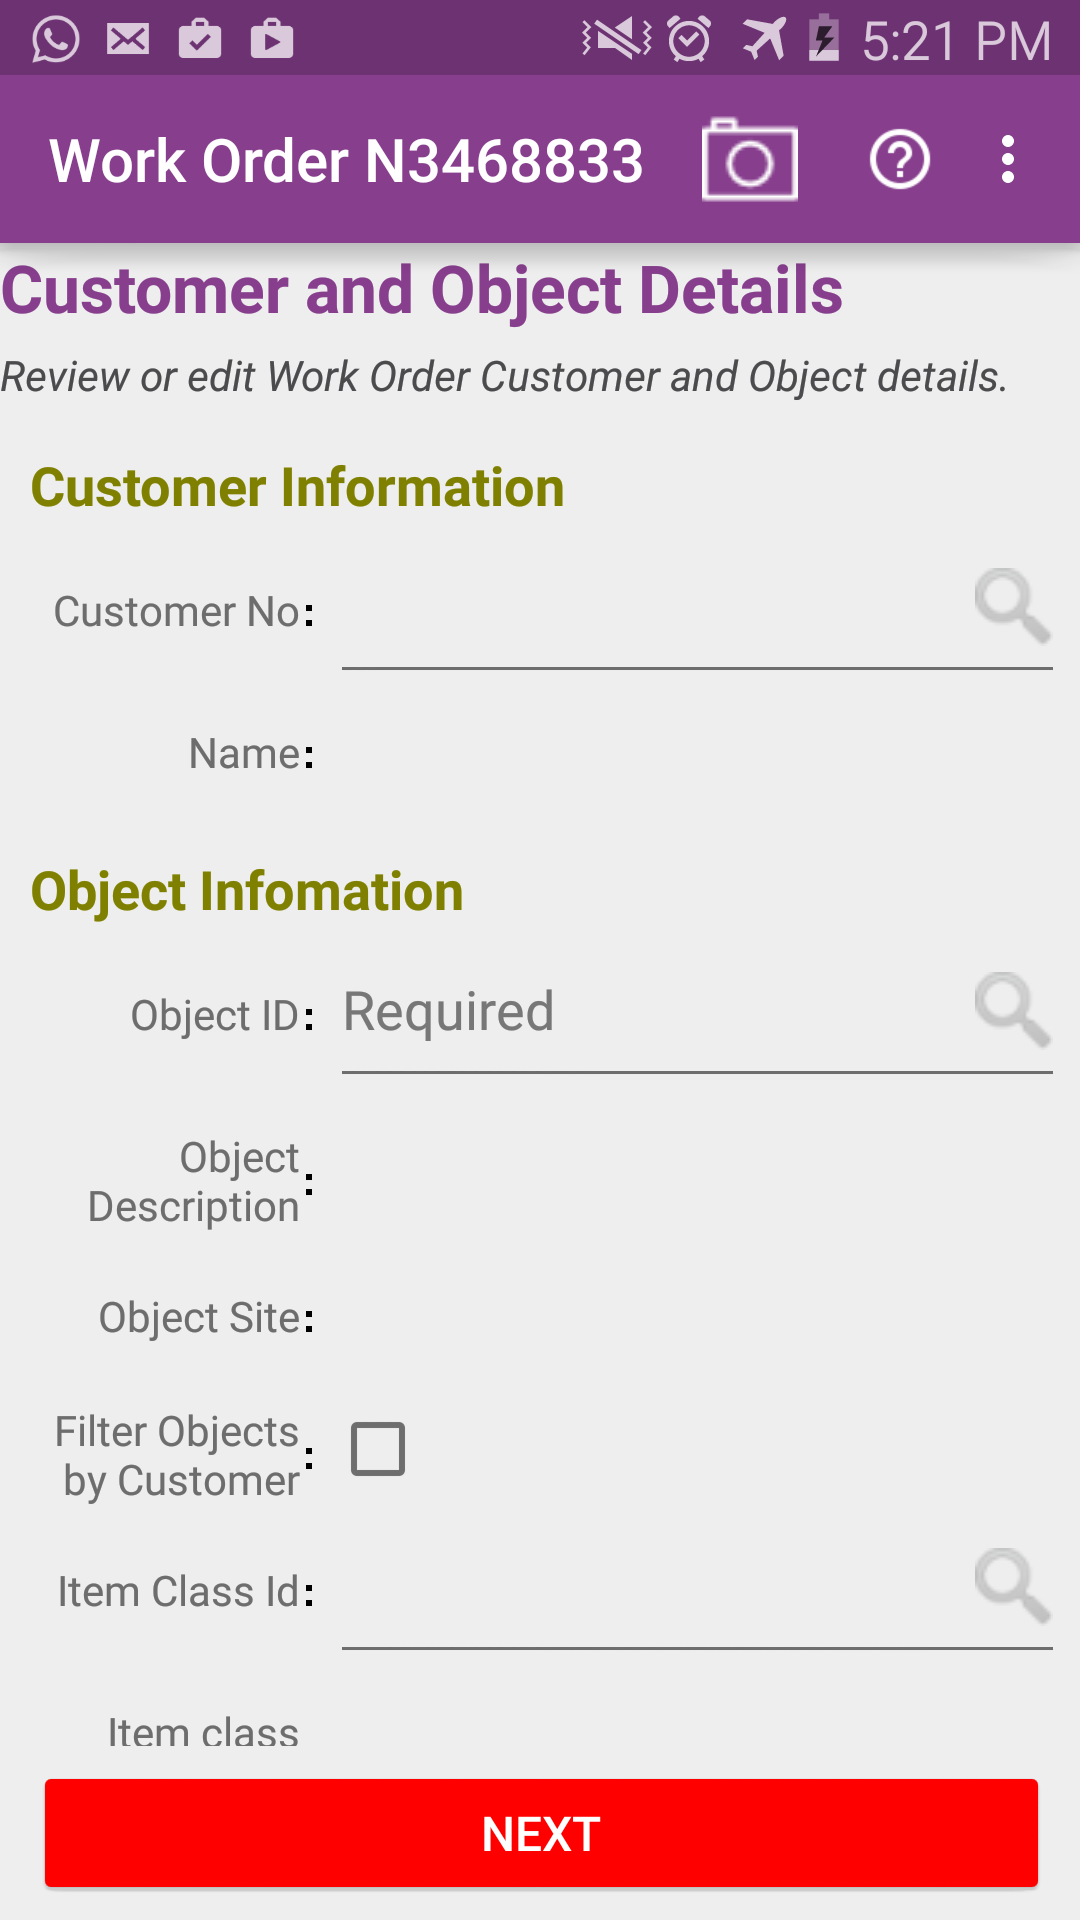 5:21 PM
Work Order N3468833
Customer and Object Details
Review or edit Work Order Customer and Object details.
Customer Information
Customer No:
Name:
Object Infomation
Object ID: Required
Object
Description:
Object Site:
Filter Objects
by Customer:
Item Class Id:
Item class
NEXT